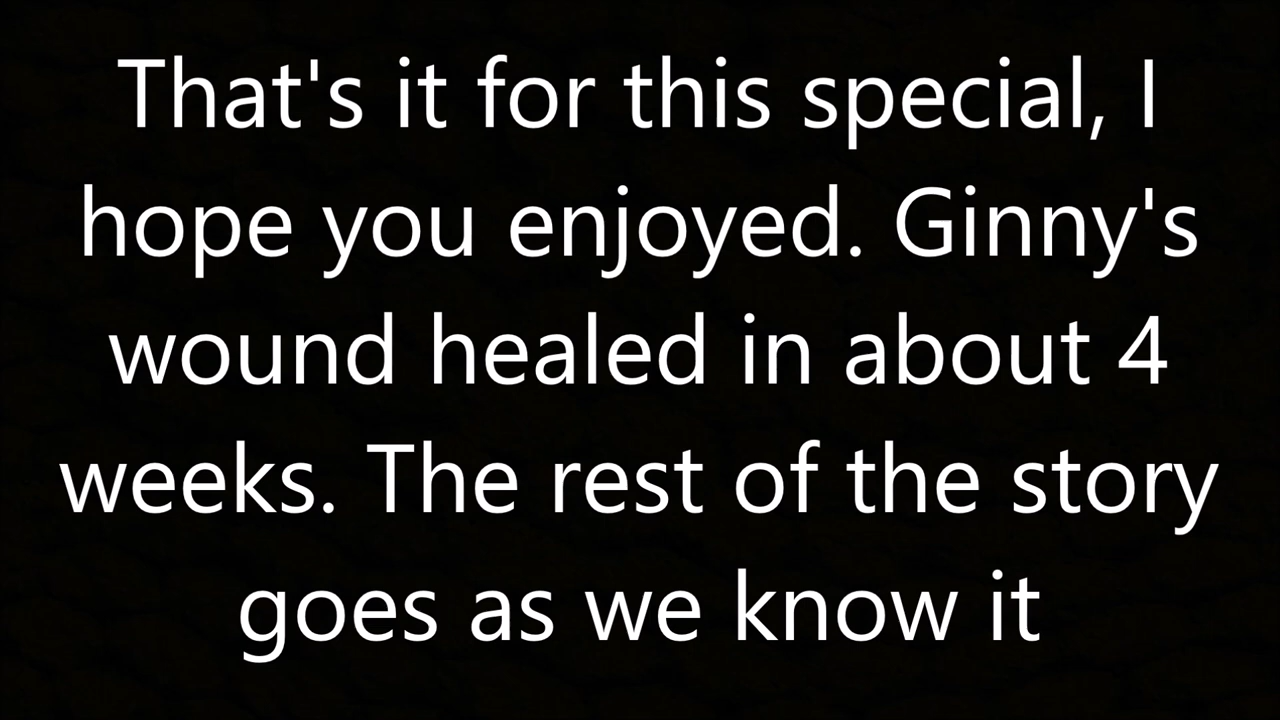 That's it for this special, I
hope you enjoyed. Ginny's
wound healed in about 4
weeks. The rest of the story
goes as we know it